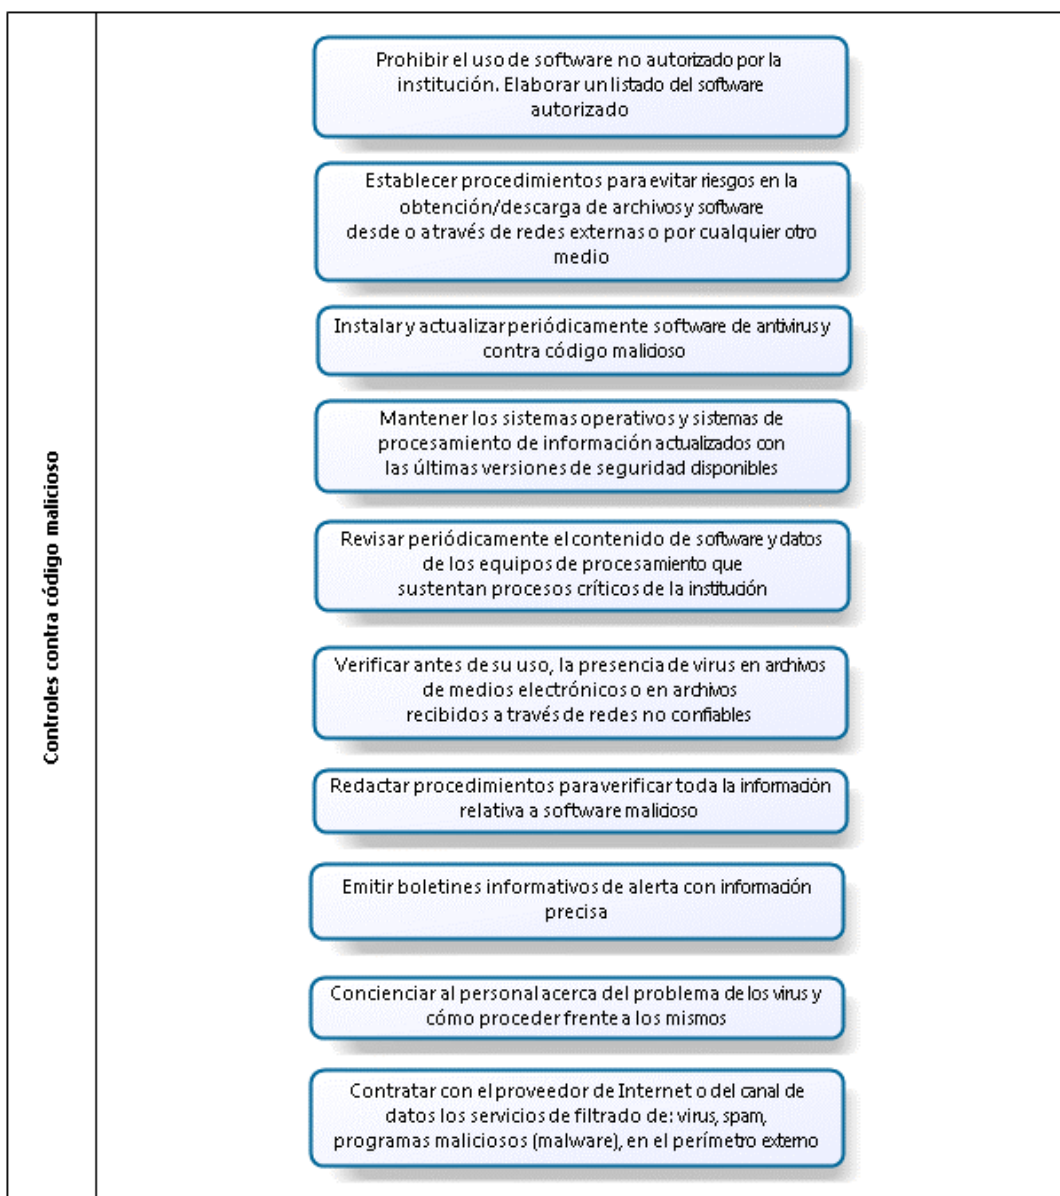 Controles contra código malicioso
Prohibir el uso de software no autorizado por la
institución. Elaborar un listado del software
autorizado
Establecer procedimientos para evitar riesgos en la
obtención/descarga de archivos y software
desde o a través de redes externas o por cualquier otro
medio
Instalar y actualizar periódicamente software de antivirus y
contra código malicioso
Mantener los sistemas operativos y sistemas de
procesamiento de información actualizados con
las últimas versiones de seguridad disponibles
Revisar periódicamente el contenido de software y datos
de los equipos de procesamiento que
sustentan procesos críticos de la institución
Verificar antes de su uso, la presencia de virus en archivos
de medios electrónicos o en archivos
recibidos a través de redes no confiables
Redactar procedimientos para verificar toda la información
relativa a software malicioso
Emitir boletines informativos de alerta con información
precisa
Concienciar al personal acerca del problema de los virus y
cómo proceder frente a los mismos
Contratar con el proveedor de Internet o del canal de
datos los servicios de filtrado de: virus, spam,
programas maliciosos (malware), en el perímetro externo